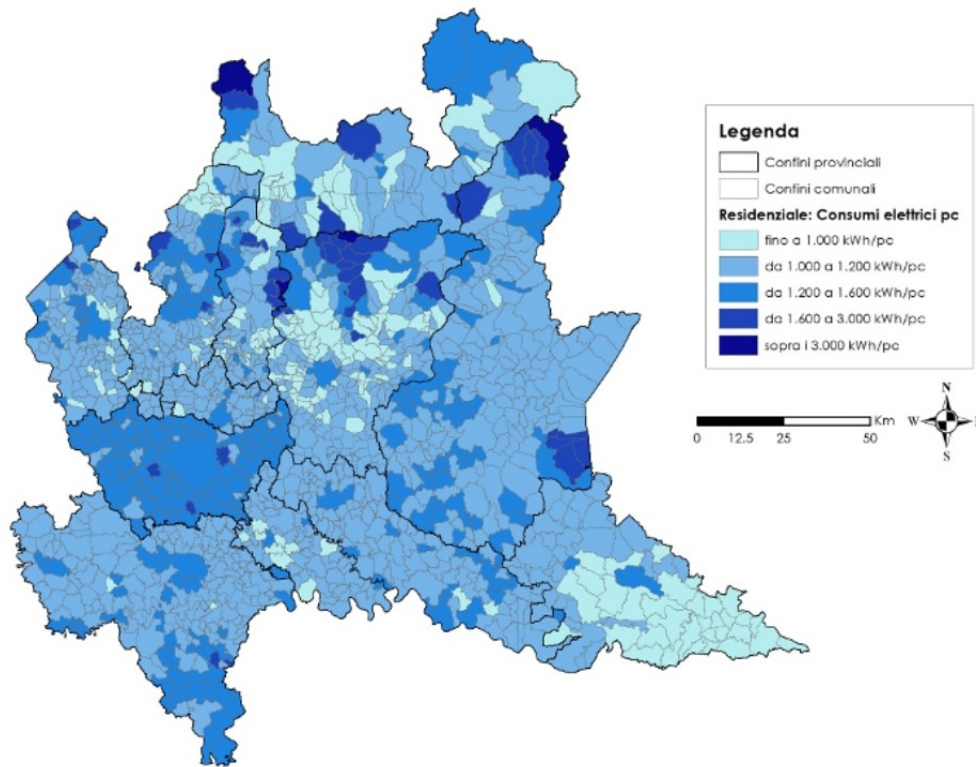 Legenda
Confini provinciali
Confini comunali
Residenziale: Consumi elettrici pc
fino a 1.000 kWh/pc
da 1.000 a 1.200 kWh/pc
da 1.200 a 1.600 kWh/pc
da 1.600 a 3.000 kWh/pc
sopra i 3.000 kWh/pc
Km
0 12.5 25 50
N
W E
S